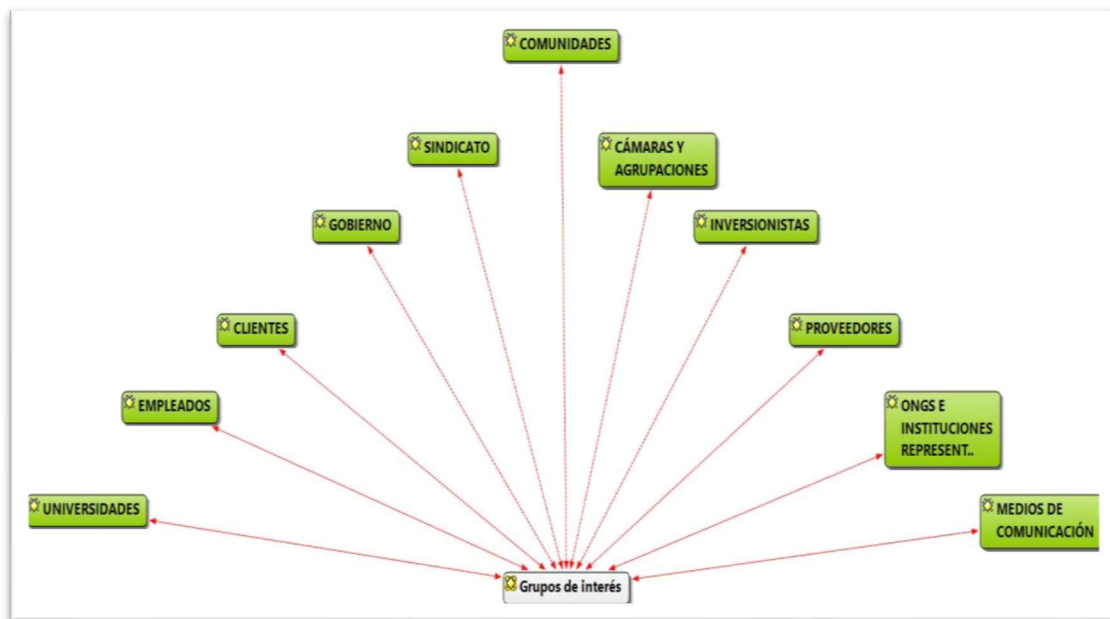 COMUNIDADES
SINDICATO
CÁMARAS Y
AGRUPACIONES
GOBIERNO
INVERSIONISTAS
CLIENTES
PROVEEDORES
EMPLEADOS
ONGS E
INSTITUCIONES
REPRESENT..
UNIVERSIDADES
MEDIOS DE
COMUNICACIÓN
Grupos de interés